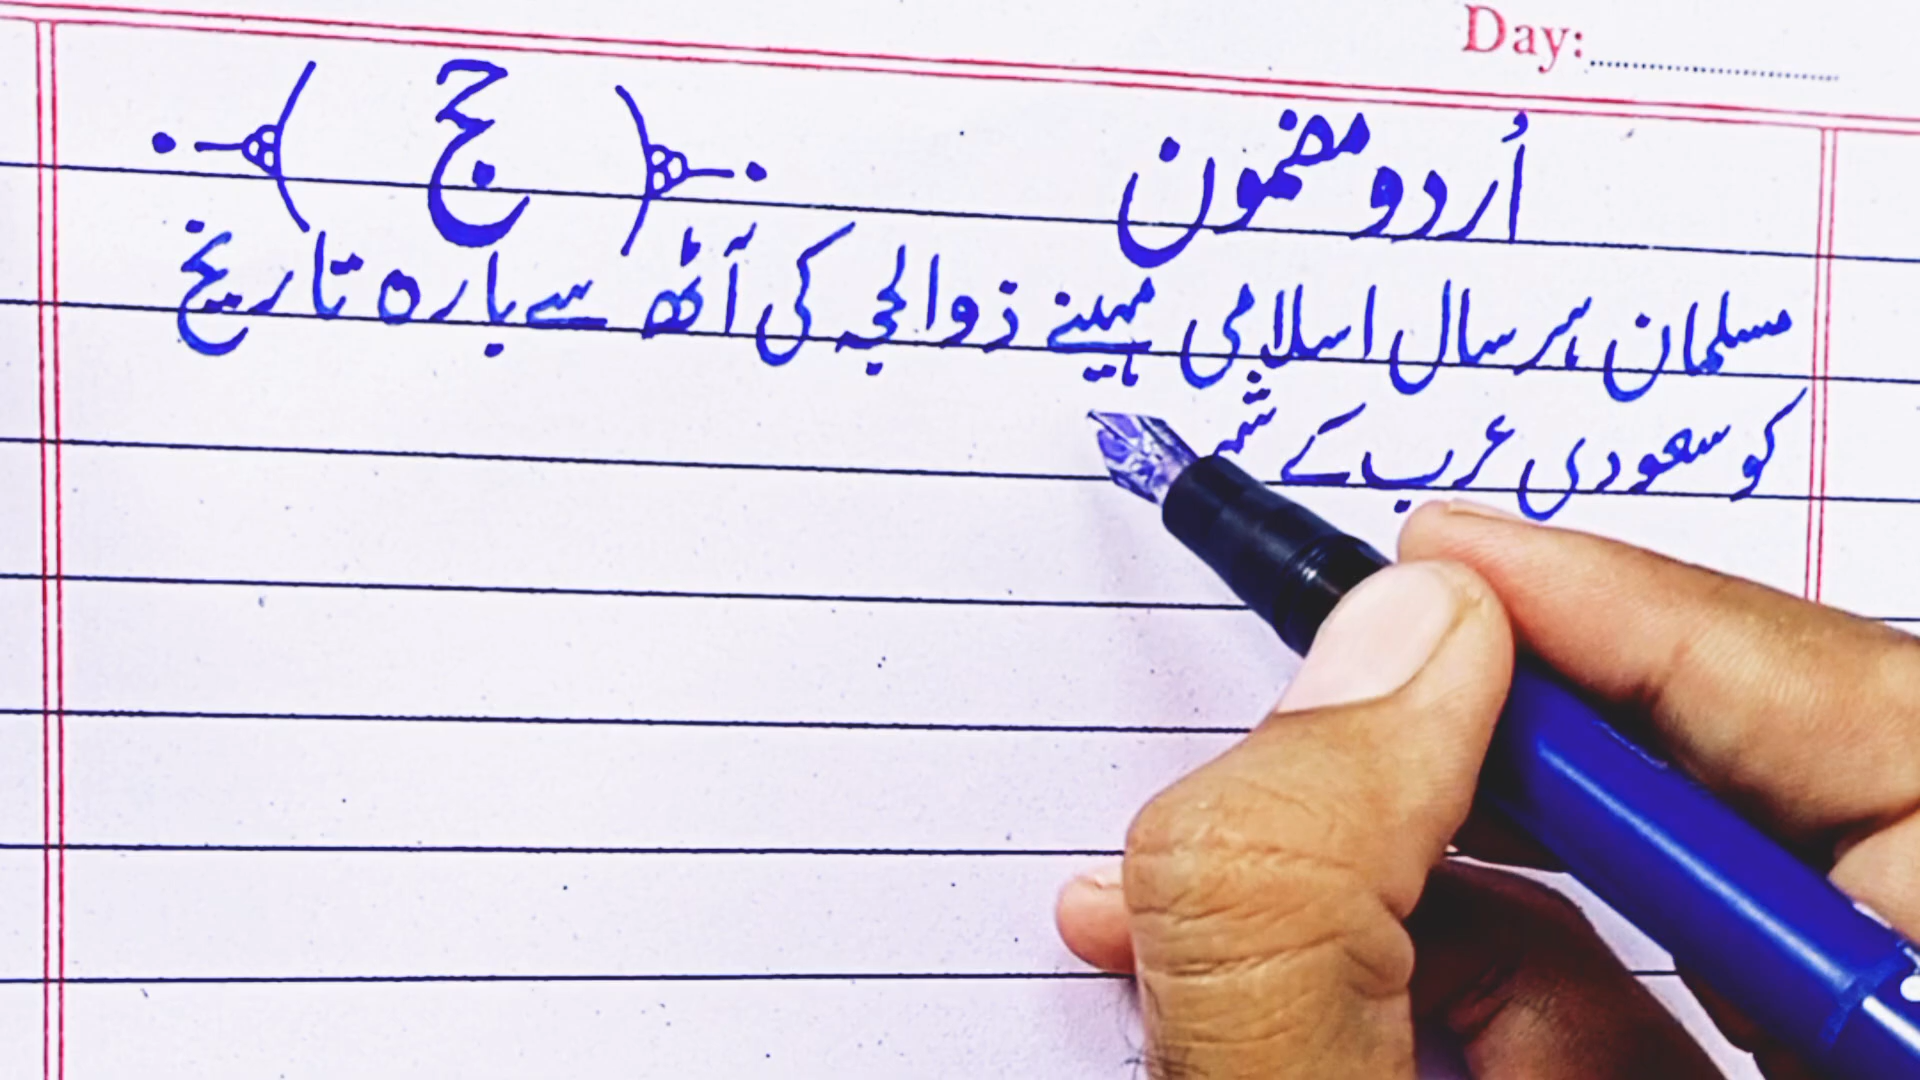 Day:
اُردو مضمون ( حج )
مسلمان ہر سال اسلامی مہینے ذوالحجہ کی آٹھ سے بارہ تاریخ
کو سعودی عرب کے